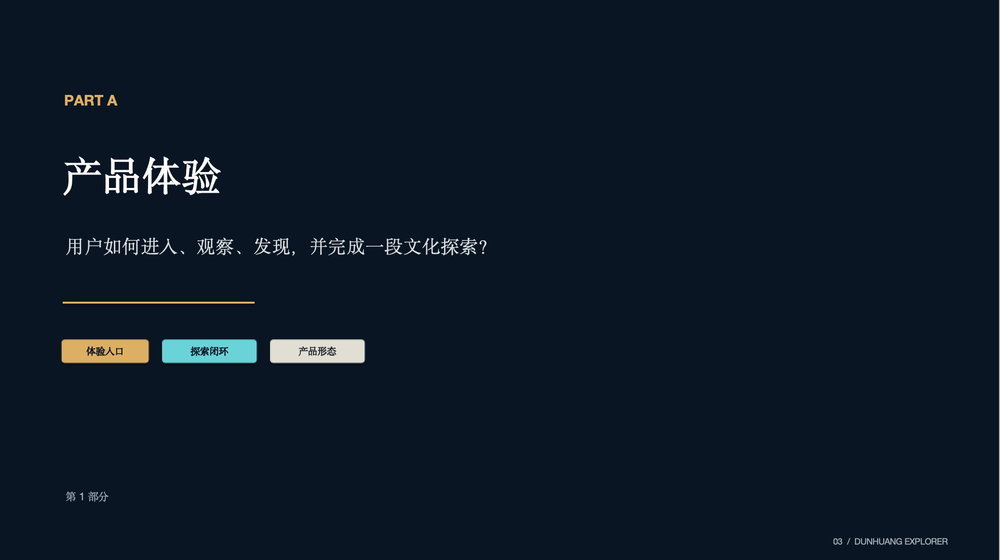 PART A
产品体验
用户如何进入、观察、发现，并完成一段文化探索？
体验入口
探索闭环
产品形态
第 1 部分
03 / DUNHUANG EXPLORER